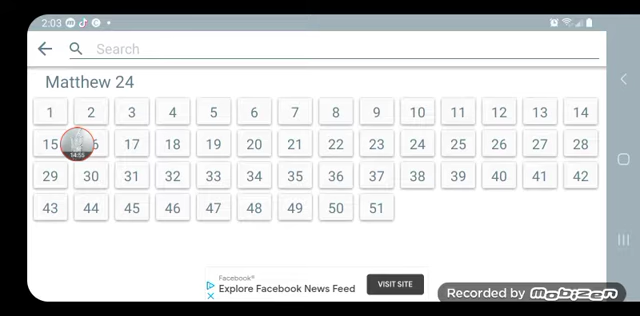 2:03
Search
Matthew 24
1 2 3 4 5 6 7 8 9 10 11 12 13 14
15 6 17 18 19 20 21 22 23 24 25 26 27 28
29 30 31 32 33 34 35 36 37 38 39 40 41 42
43 44 45 46 47 48 49 50 51
14:55
Facebook®
Explore Facebook News Feed
VISIT SITE
Recorded by Mobizen